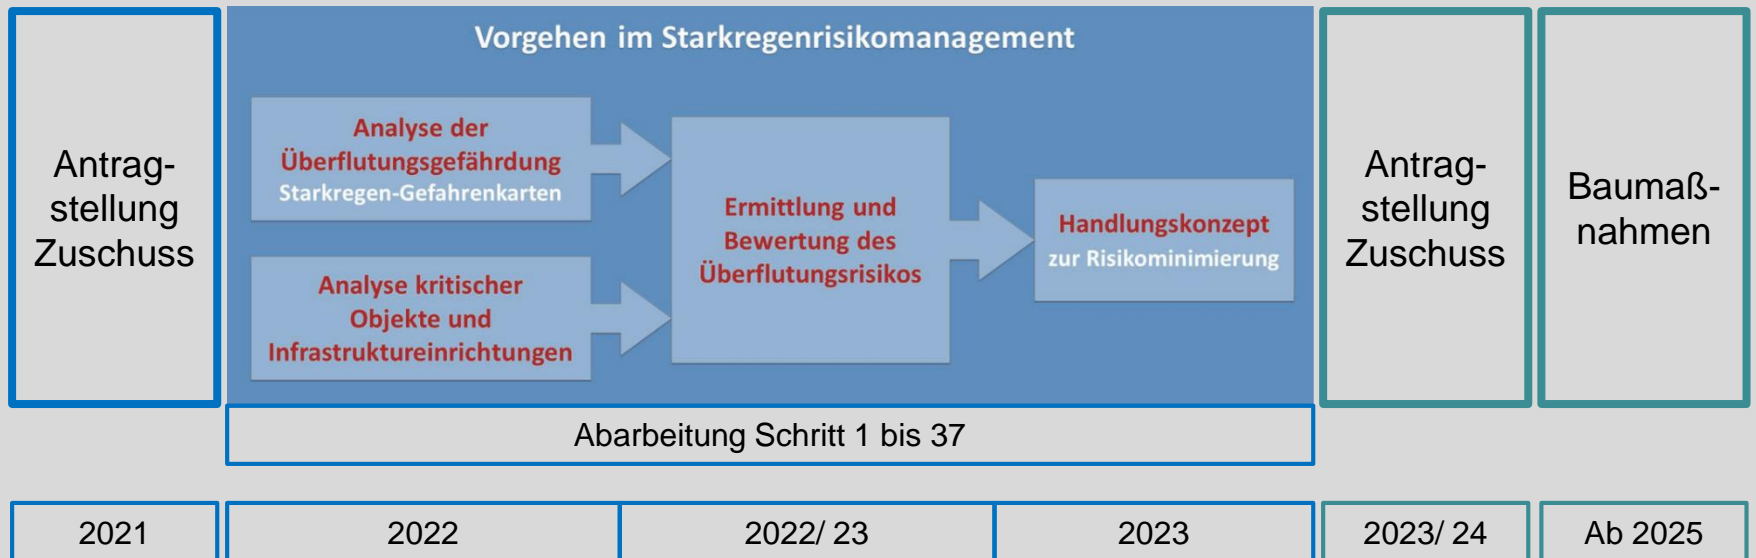 Antrag-
stellung
Zuschuss
Vorgehen im Starkregenrisikomanagement
Analyse der
Überflutungsgefährdung
Starkregen-Gefahrenkarten
Analyse kritischer
Objekte und
Infrastruktureinrichtungen
Ermittlung und
Bewertung des
Überflutungsrisikos
Handlungskonzept
zur Risikominimierung
Abarbeitung Schritt 1 bis 37
Antrag-
stellung
Zuschuss
Baumaß-
nahmen
2021
2022
2022/ 23
2023
2023/ 24
Ab 2025